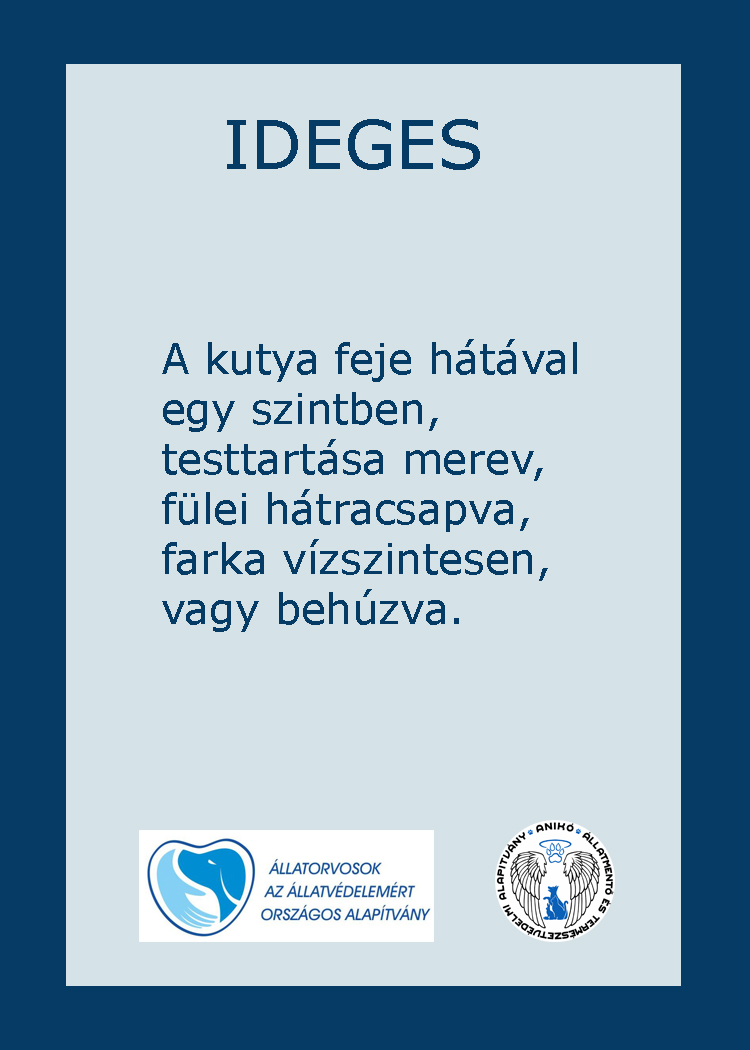 IDEGES
A kutya feje hátával
egy szintben,
testtartása merev,
fülei hátracsapva,
farka vízszintesen,
vagy behúzva.
ÁLLATORVOSOK
AZ ÁLLATVÉDELEMÉRT
ORSZÁGOS ALAPÍTVÁNY
ANIKÓ ÁLLATMENTŐ ÉS TERMÉSZETVÉDELMI ALAPÍTVÁNY